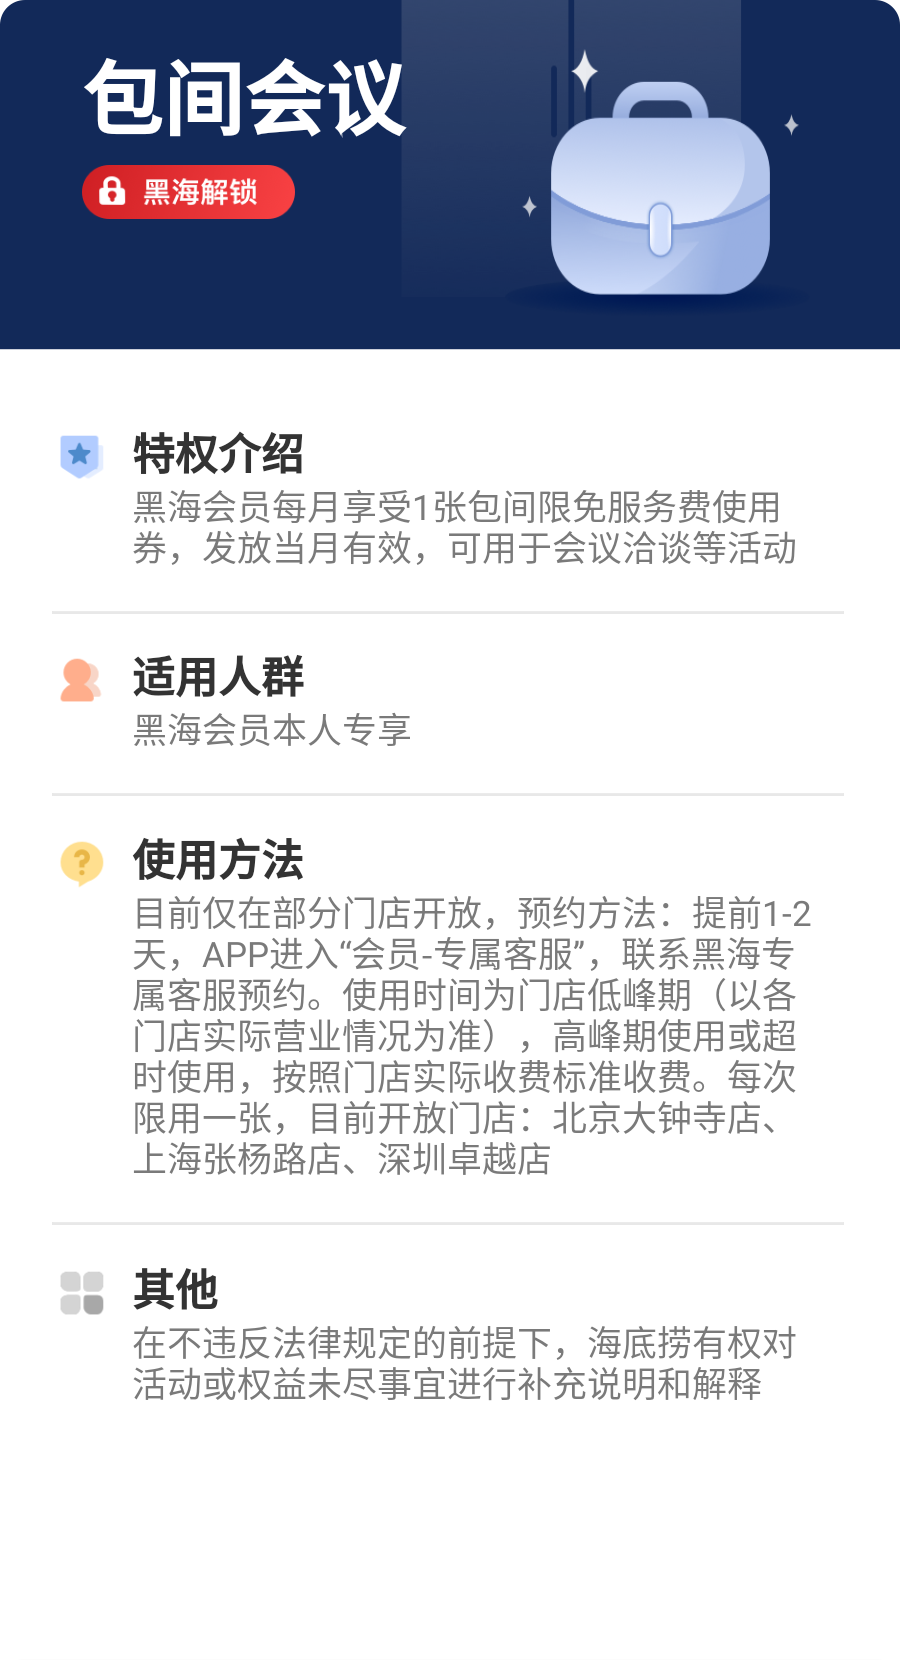 包间会议
黑海解锁
特权介绍
黑海会员每月享受1张包间限免服务费使用
券，发放当月有效，可用于会议洽谈等活动
适用人群
黑海会员本人专享
使用方法
目前仅在部分门店开放，预约方法：提前1-2
天，APP进入“会员-专属客服”，联系黑海专
属客服预约。使用时间为门店低峰期（以各
门店实际营业情况为准），高峰期使用或超
时使用，按照门店实际收费标准收费。每次
限用一张，目前开放门店：北京大钟寺店、
上海张杨路店、深圳卓越店
其他
在不违反法律规定的前提下，海底捞有权对
活动或权益未尽事宜进行补充说明和解释